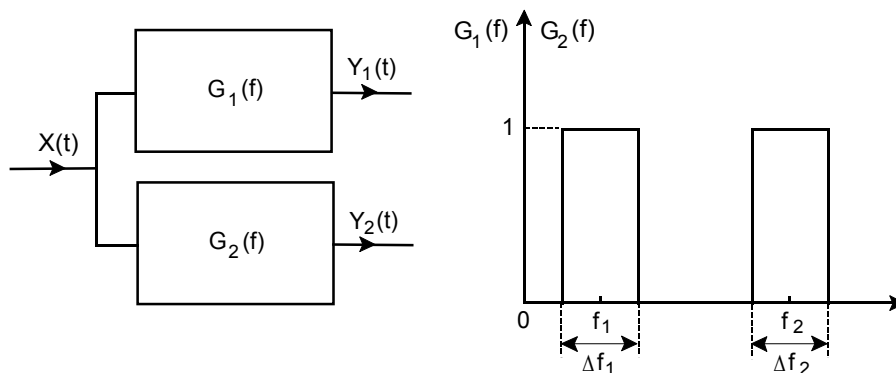 G₁(f)
Y₁(t)
X(t)
G₂(f)
Y₂(t)
G₁(f) G₂(f)
1
0 f₁ f₂
Δf₁ Δf₂